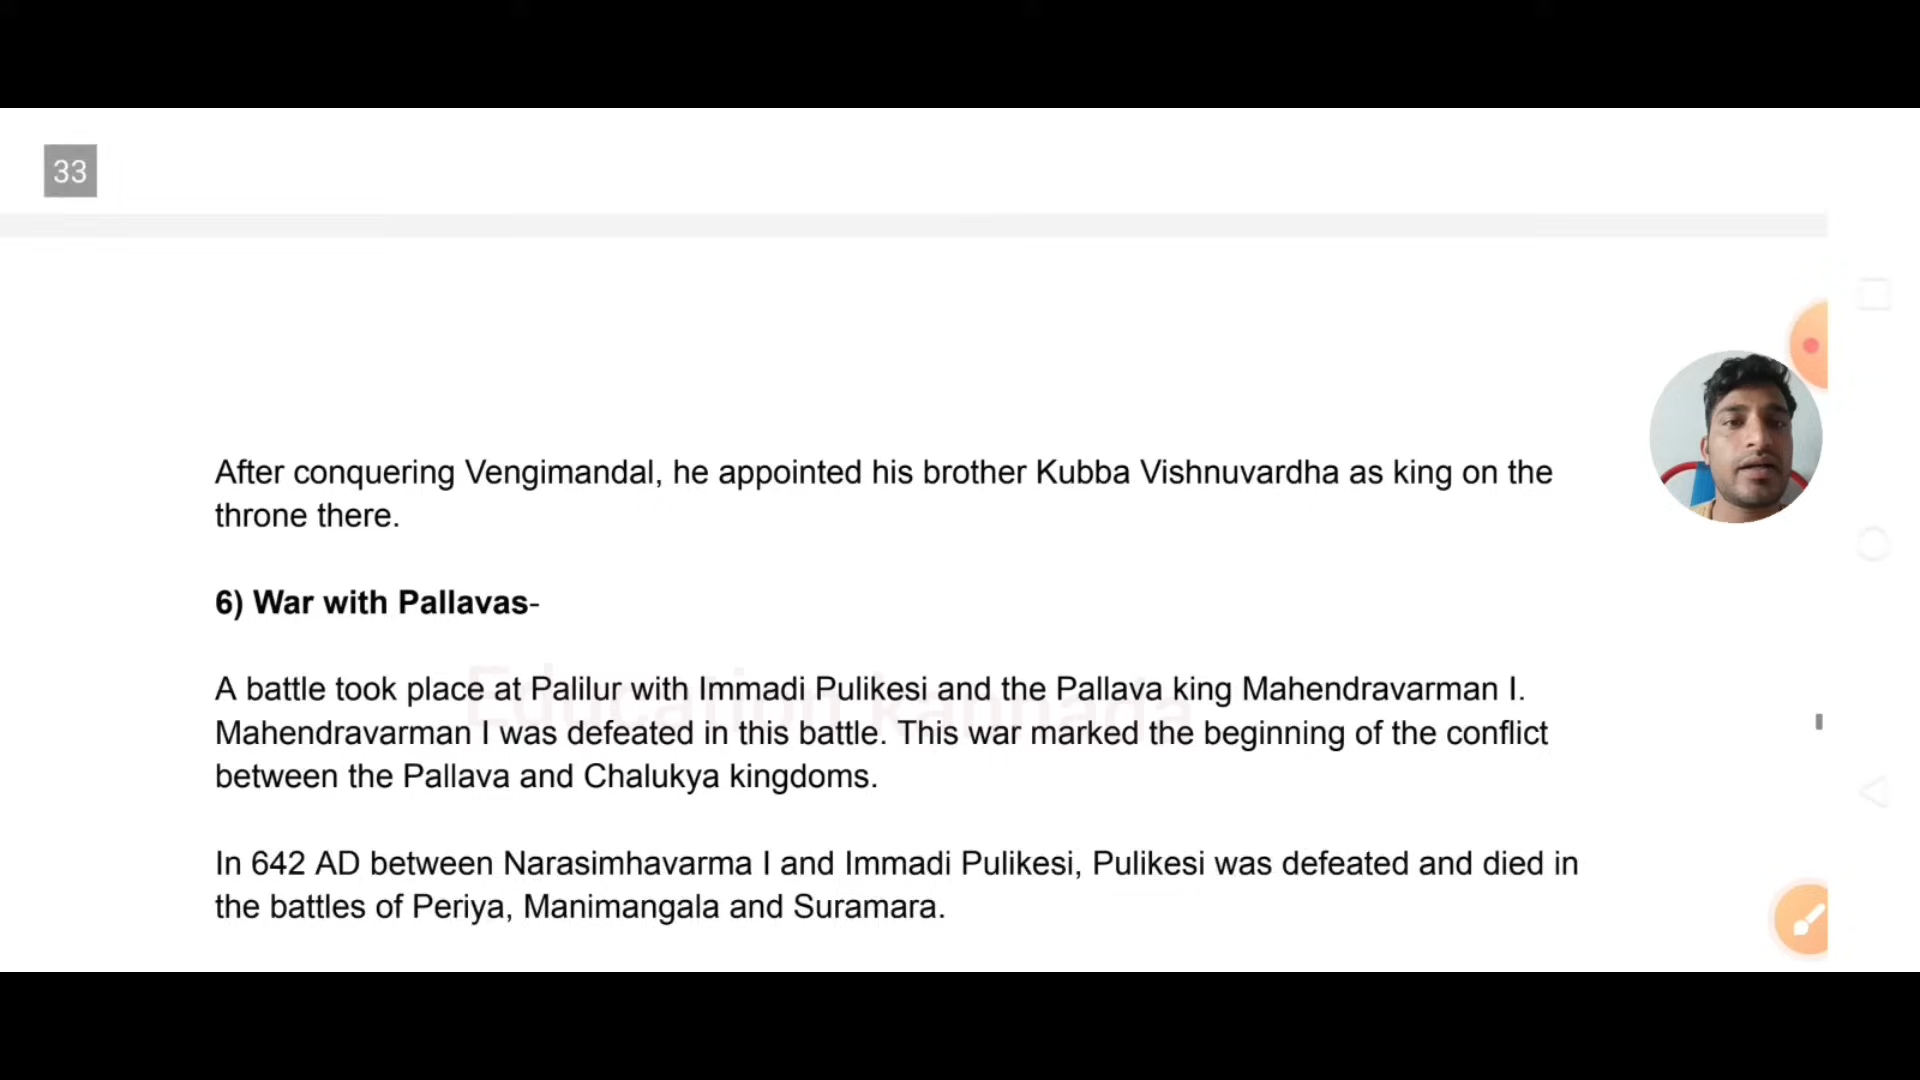 33
After conquering Vengimandal, he appointed his brother Kubba Vishnuvardha as king on the
throne there.
6) War with Pallavas-
Education kannada
A battle took place at Palilur with Immadi Pulikesi and the Pallava king Mahendravarman I.
Mahendravarman I was defeated in this battle. This war marked the beginning of the conflict
between the Pallava and Chalukya kingdoms.
In 642 AD between Narasimhavarma I and Immadi Pulikesi, Pulikesi was defeated and died in
the battles of Periya, Manimangala and Suramara.